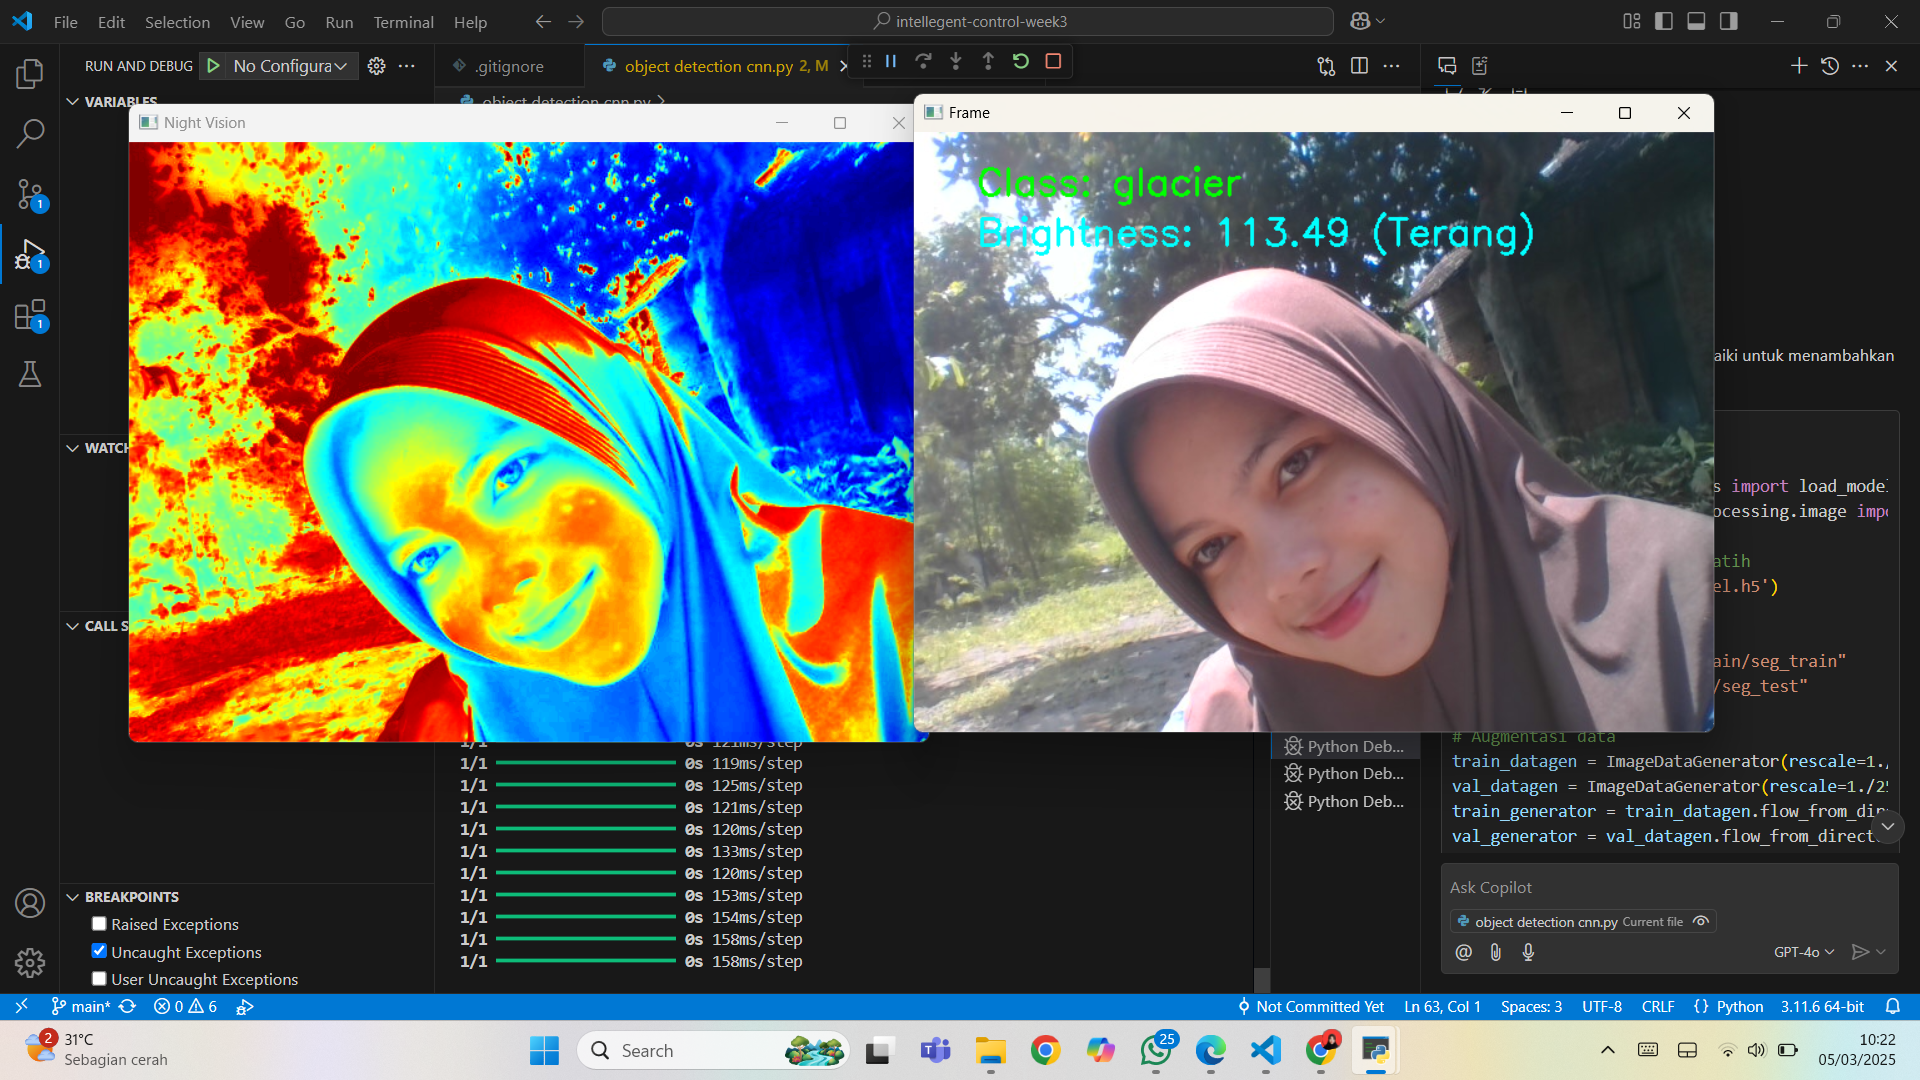 File Edit Selection View Go Run Terminal Help
intellegent-control-week3
RUN AND DEBUG No Configura
.gitignore
object detection cnn.py 2, M
VARIABLES
object detection cnn.py
Night Vision
Frame
Class: glacier
Brightness: 113.49 (Terang)
aiki untuk menambahkan
WATCH
s import load_model
ocessing.image impo
atih
el.h5')
CALL S
ain/seg_train"
/seg_test"
# Augmentasi data
train_datagen = ImageDataGenerator(rescale=1./
val_datagen = ImageDataGenerator(rescale=1./25
train_generator = train_datagen.flow_from_dir
val_generator = val_datagen.flow_from_direct
Python Deb...
Python Deb...
Python Deb...
1/1 0s 121ms/step
1/1 0s 119ms/step
1/1 0s 125ms/step
1/1 0s 121ms/step
1/1 0s 120ms/step
1/1 0s 133ms/step
1/1 0s 120ms/step
1/1 0s 153ms/step
1/1 0s 154ms/step
1/1 0s 158ms/step
1/1 0s 158ms/step
BREAKPOINTS
Raised Exceptions
Uncaught Exceptions
User Uncaught Exceptions
Ask Copilot
object detection cnn.py Current file
GPT-4o
main* 0 6
Not Committed Yet Ln 63, Col 1 Spaces: 3 UTF-8 CRLF {} Python 3.11.6 64-bit
2
31°C
Sebagian cerah
Search
25
10:22
05/03/2025